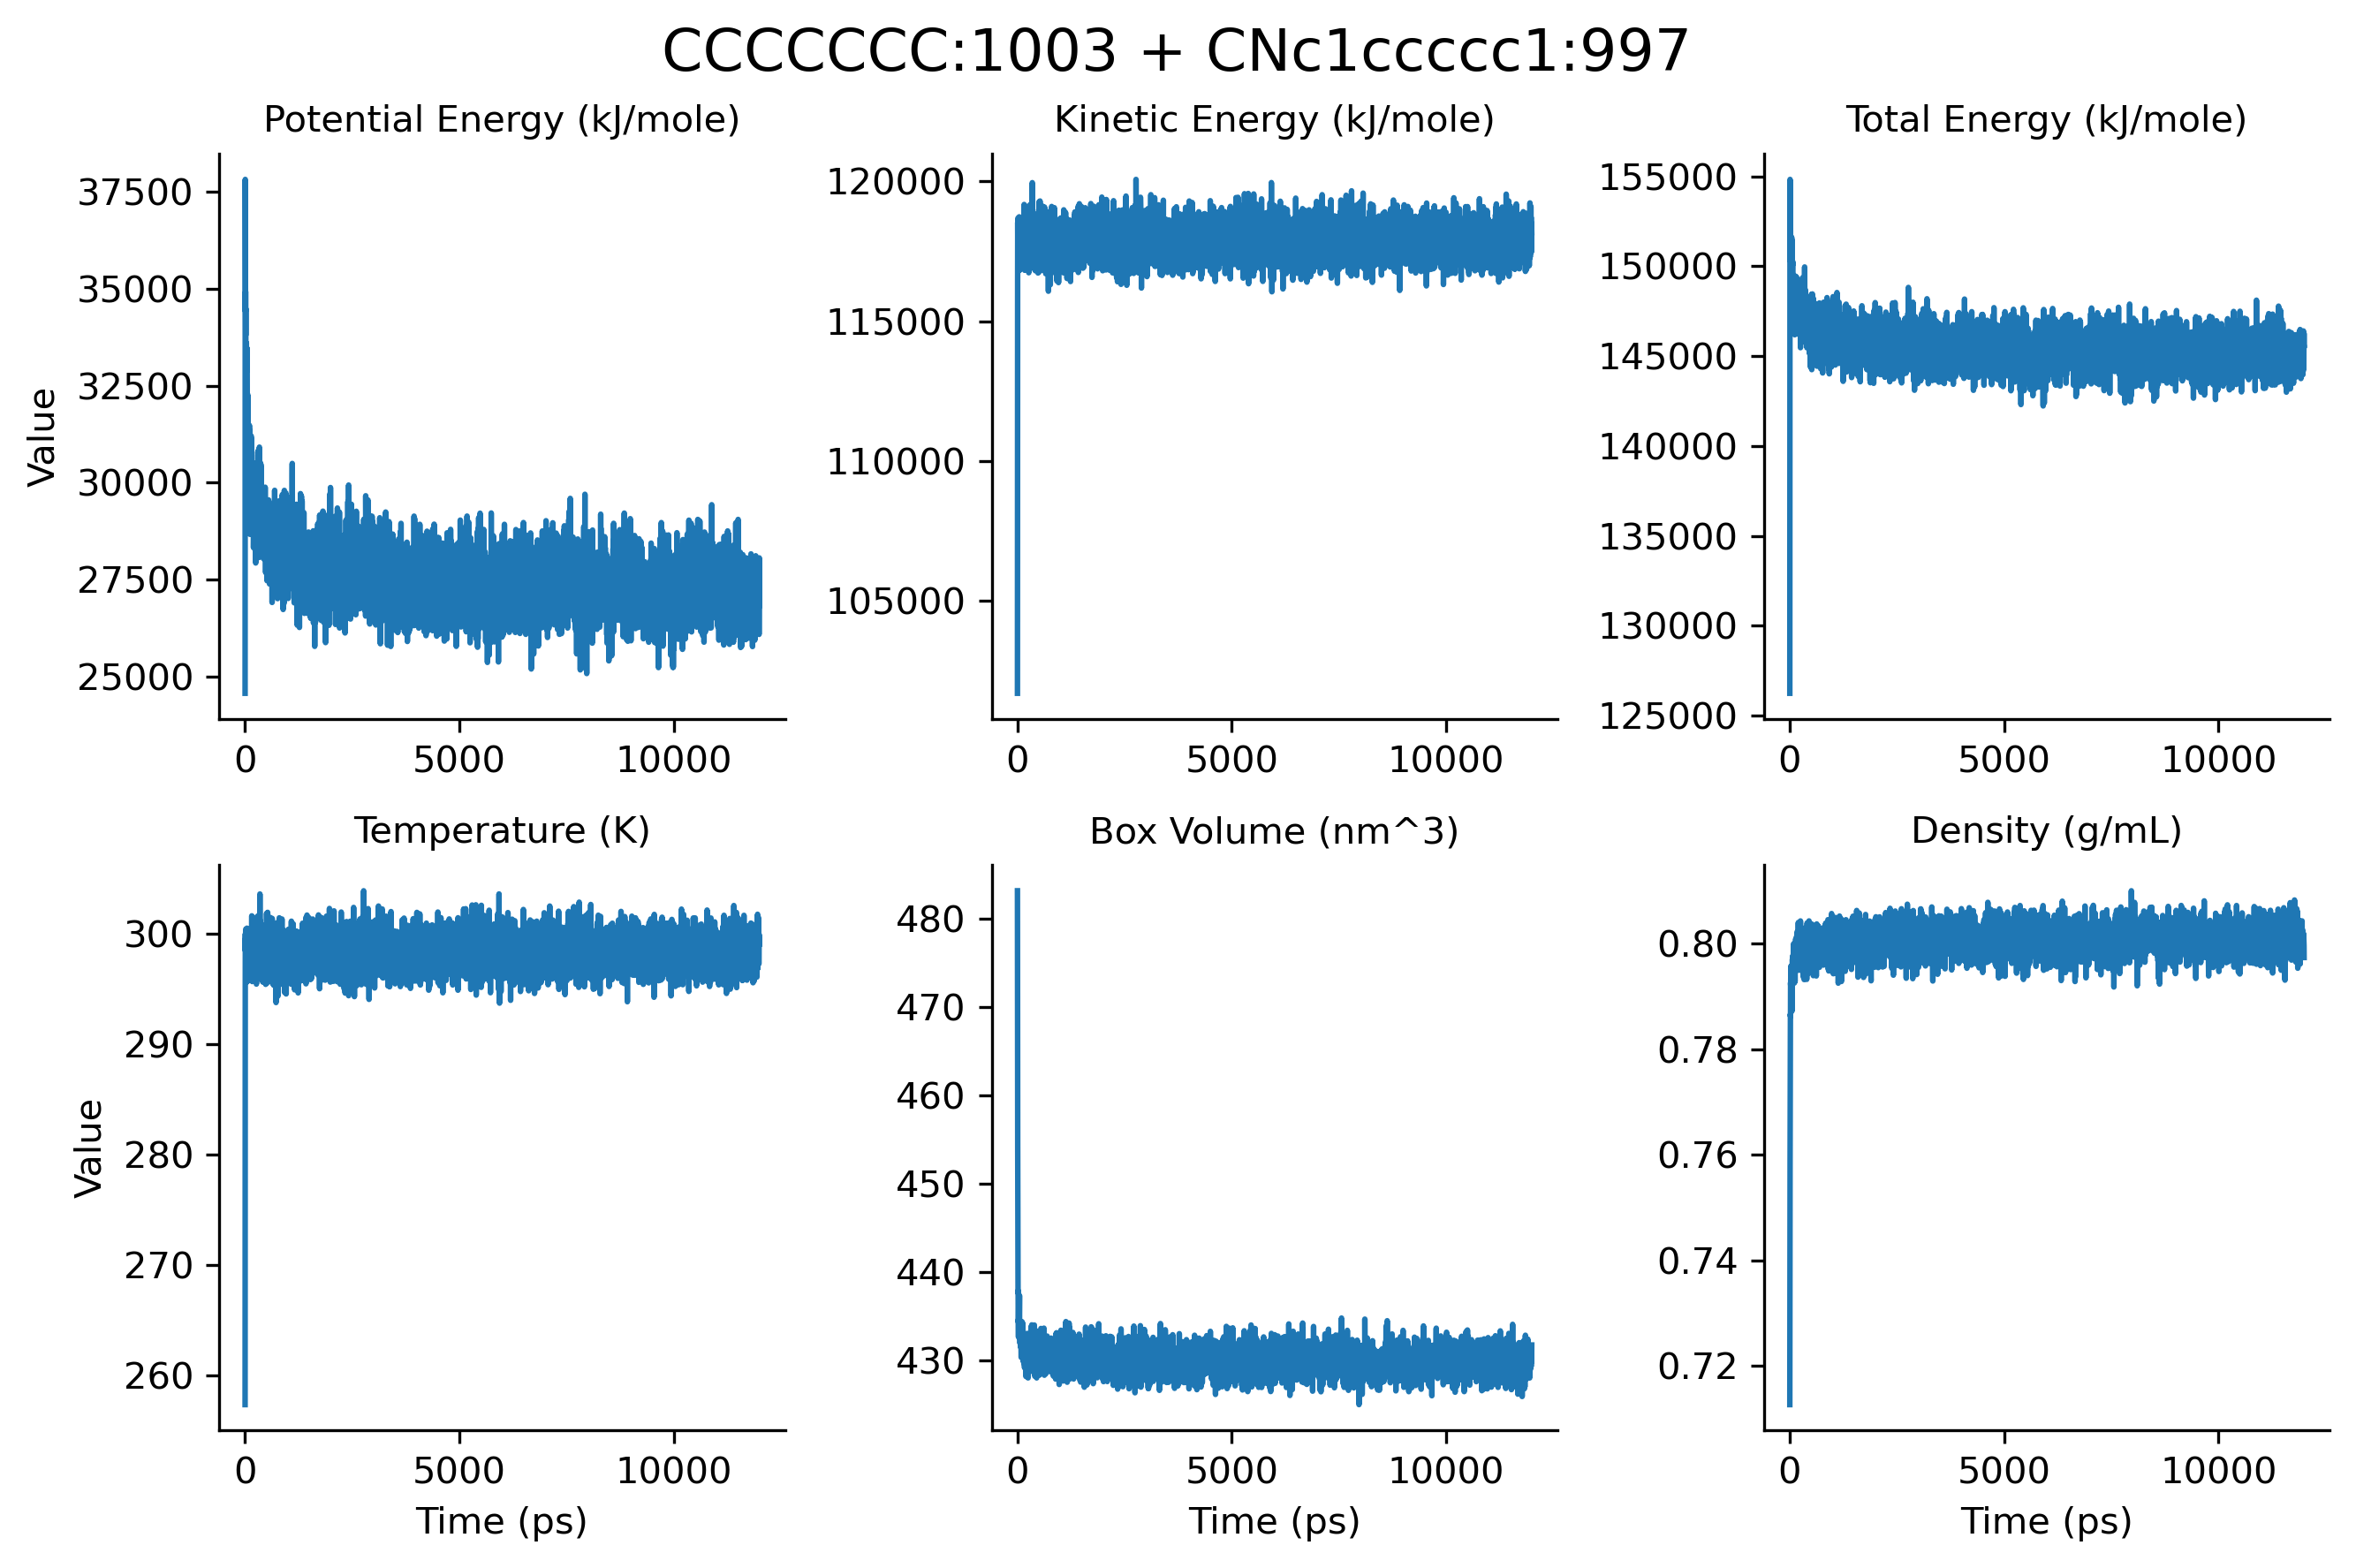 CCCCCCC:1003 + CNc1ccccc1:997
Potential Energy (kJ/mole)
Value
37500
35000
32500
30000
27500
25000
0 5000 10000
Kinetic Energy (kJ/mole)
120000
115000
110000
105000
0 5000 10000
Total Energy (kJ/mole)
155000
150000
145000
140000
135000
130000
125000
0 5000 10000
Temperature (K)
Value
300
290
280
270
260
0 5000 10000
Time (ps)
Box Volume (nm^3)
480
470
460
450
440
430
0 5000 10000
Time (ps)
Density (g/mL)
0.80
0.78
0.76
0.74
0.72
0 5000 10000
Time (ps)